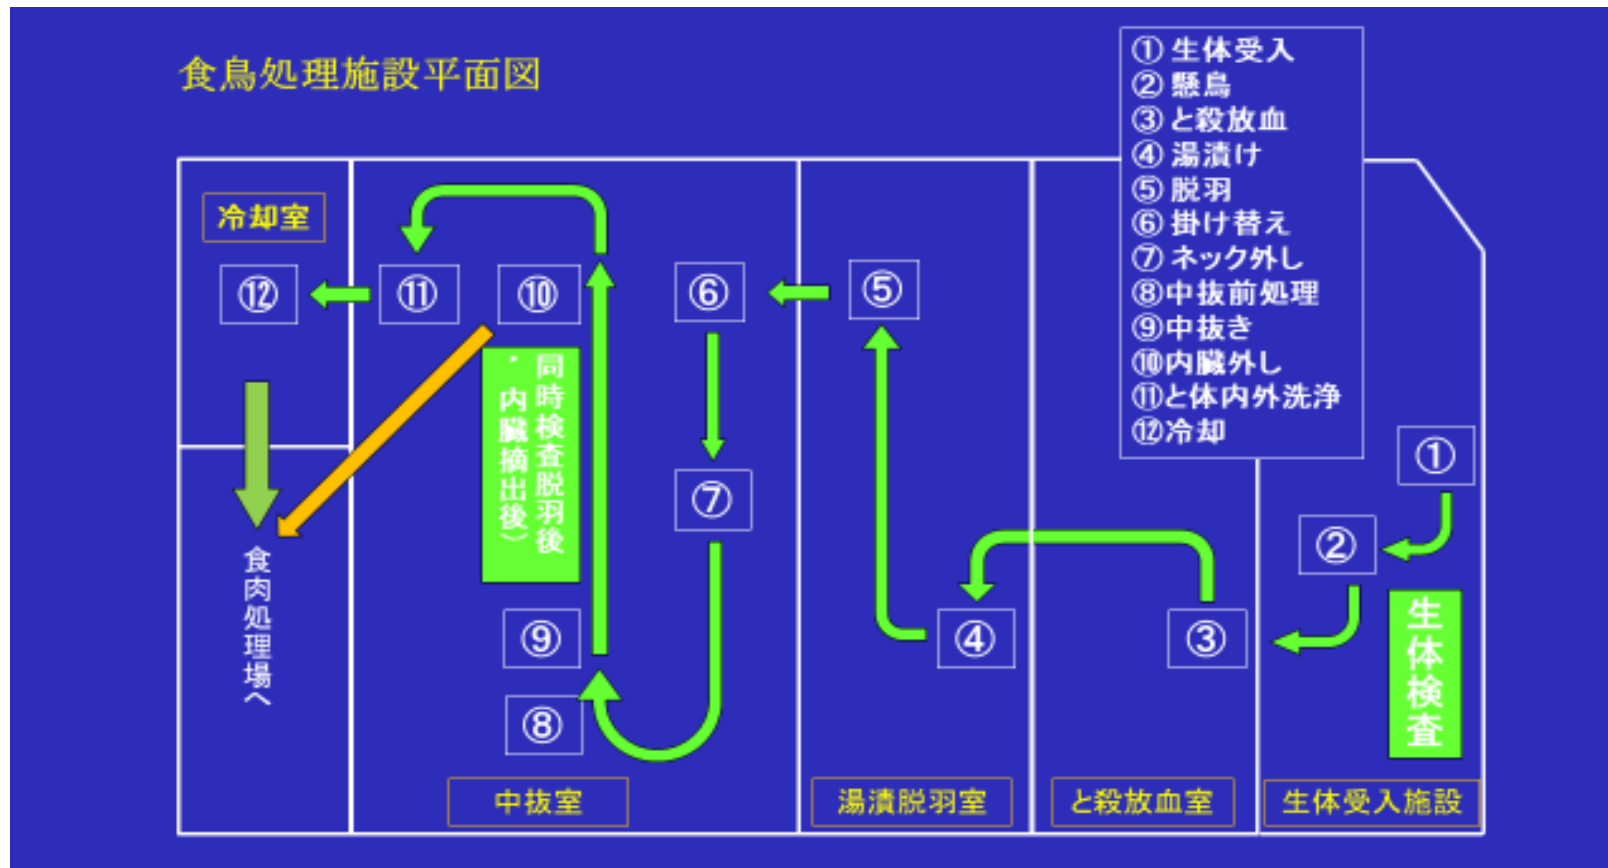 食鳥処理施設平面図
① 生体受入
② 懸鳥
③ と殺放血
④ 湯漬け
⑤ 脱羽
⑥ 掛け替え
⑦ ネック外し
⑧中抜前処理
⑨中抜き
⑩内臓外し
⑪と体内外洗浄
⑫冷却
冷却室
⑫
⑪
⑩
⑥
⑤
同時検査脱羽後
・内臓摘出後）
⑦
①
②
生体検査
⑨
④
③
⑧
食肉処理場へ
中抜室
湯漬脱羽室
と殺放血室
生体受入施設